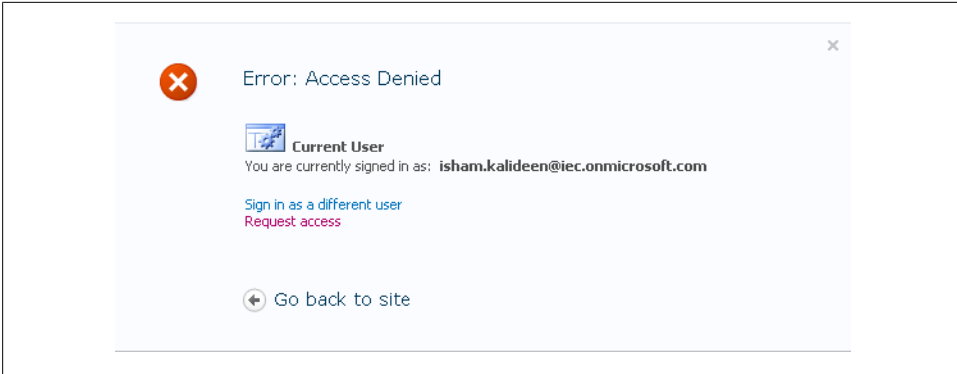 Error: Access Denied
Current User
You are currently signed in as: isham.kalideen@iec.onmicrosoft.com
Sign in as a different user
Request access
Go back to site